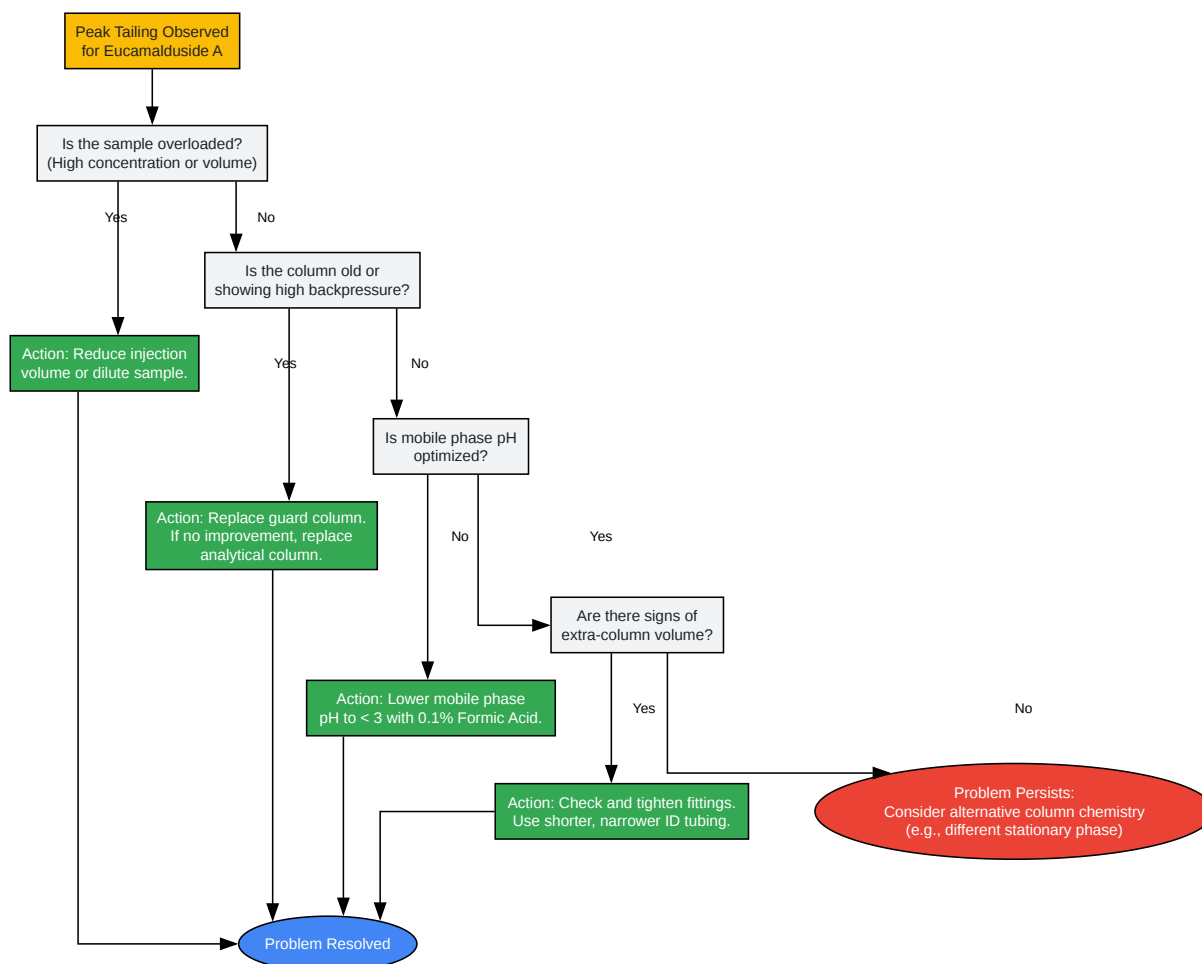 Peak Tailing Observed
for Eucamalduside A
Is the sample overloaded?
(High concentration or volume)
Yes
No
Is the column old or
showing high backpressure?
Action: Reduce injection
volume or dilute sample.
Yes
No
Is mobile phase pH
optimized?
Action: Replace guard column.
If no improvement, replace
analytical column.
No
Yes
Are there signs of
extra-column volume?
Action: Lower mobile phase
pH to < 3 with 0.1% Formic Acid.
Yes
No
Action: Check and tighten fittings.
Use shorter, narrower ID tubing.
Problem Persists:
Consider alternative column chemistry
(e.g., different stationary phase)
Problem Resolved